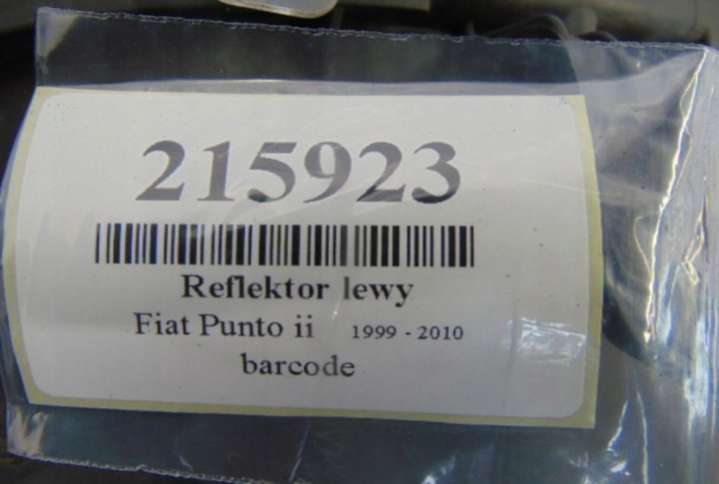 215923
Reflektor lewy
Fiat Punto ii 1999 - 2010
barcode